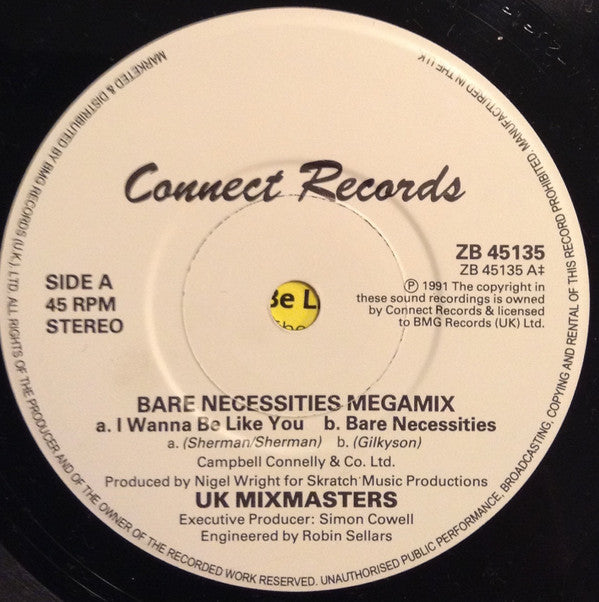 MARKETED & DISTRIBUTED BY BMG RECORDS (U.K.) LTD ALL RIGHTS OF THE PRODUCER AND OF THE OWNER OF THE RECORDED WORK RESERVED. UNAUTHORISED PUBLIC PERFORMANCE, BROADCASTING, COPYING AND RENTAL OF THIS RECORD PROHIBITED. MANUFACTURED IN THE U.K.
Connect Records
ZB 45135
ZB 45135 A‡
SIDE A
45 RPM
STEREO
℗ 1991 The copyright in
these sound recordings is owned
by Connect Records & licensed
to BMG Records (UK) Ltd.
Be L
BARE NECESSITIES MEGAMIX
a. I Wanna Be Like You b. Bare Necessities
a. (Sherman/Sherman) b. (Gilkyson)
Campbell Connelly & Co. Ltd.
Produced by Nigel Wright for Skratch Music Productions
UK MIXMASTERS
Executive Producer: Simon Cowell
Engineered by Robin Sellars